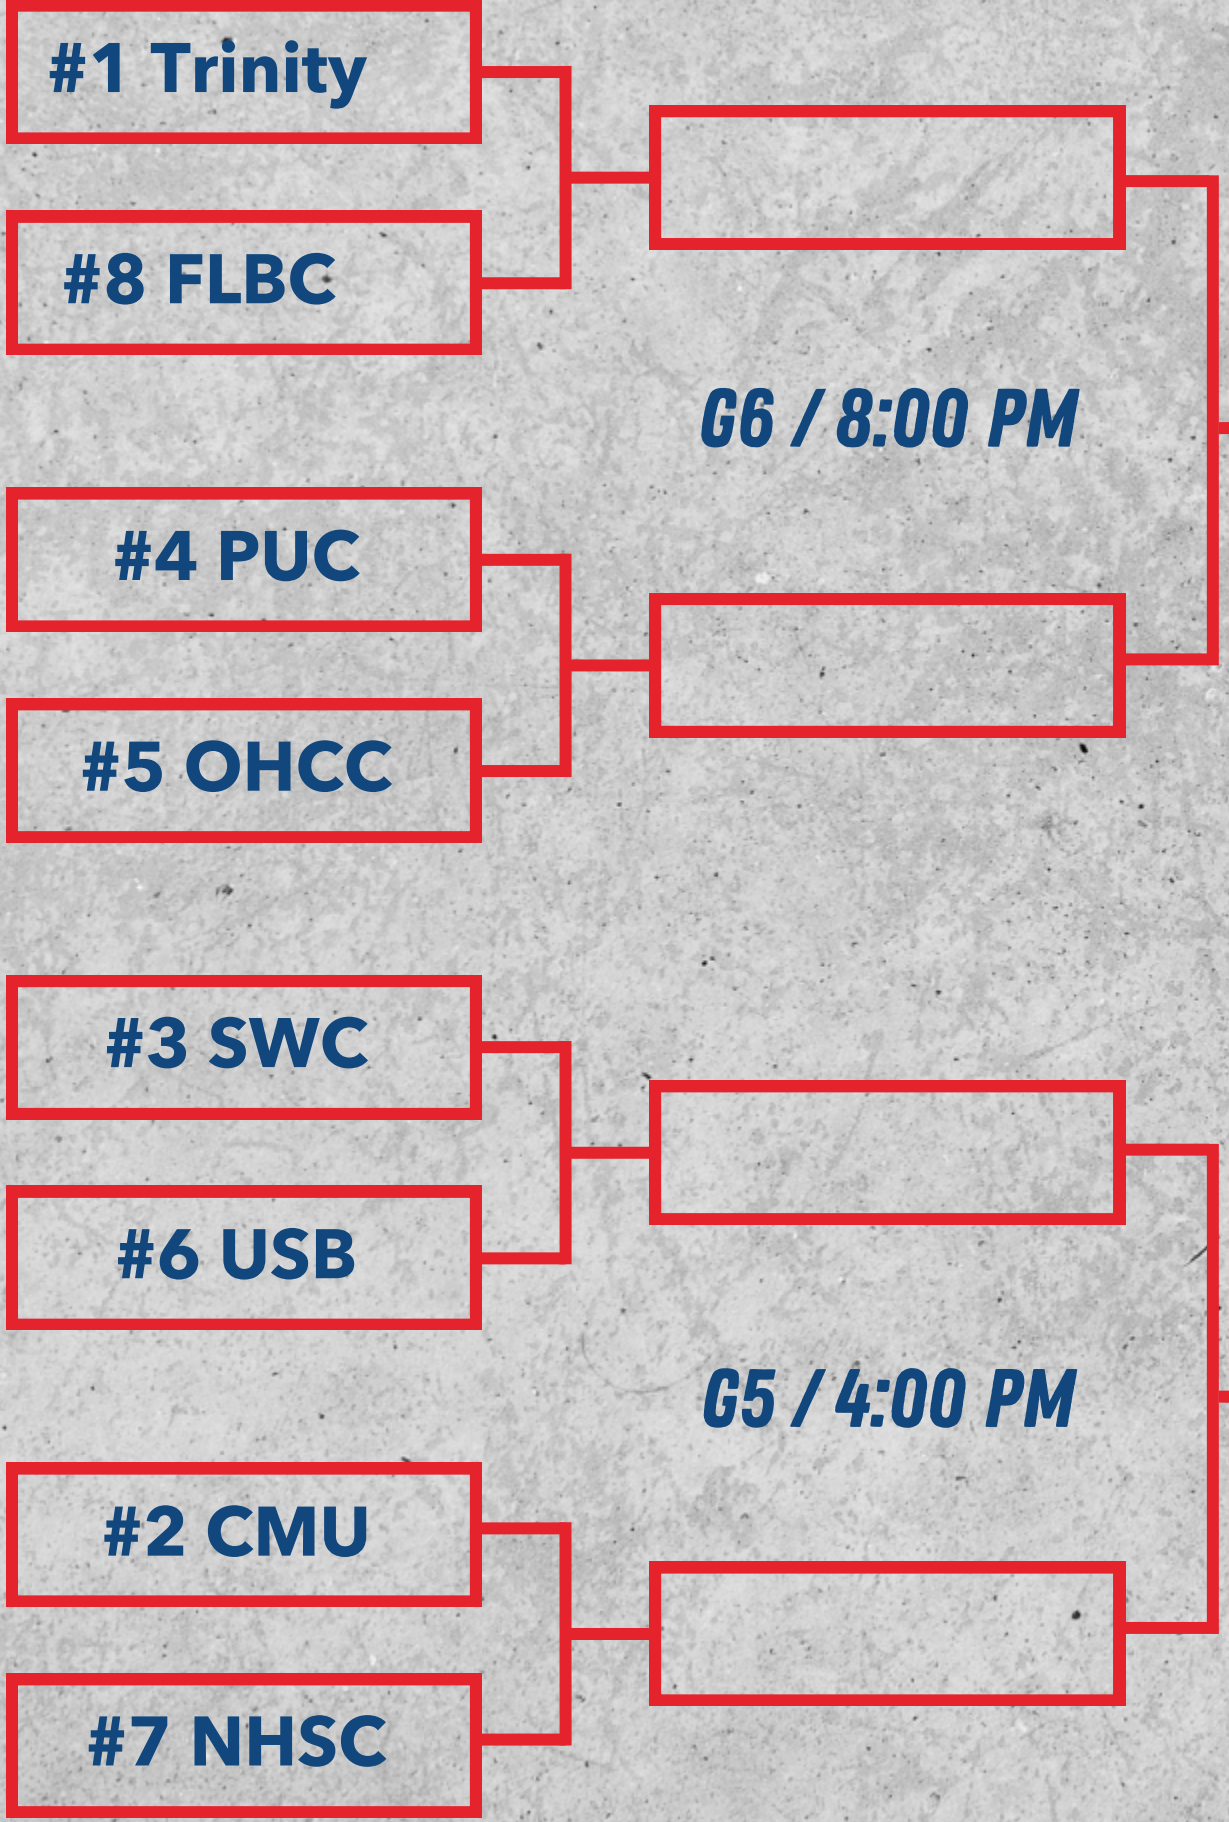 #1 Trinity
#8 FLBC
G6 / 8:00 PM
#4 PUC
#5 OHCC
#3 SWC
#6 USB
G5 / 4:00 PM
#2 CMU
#7 NHSC